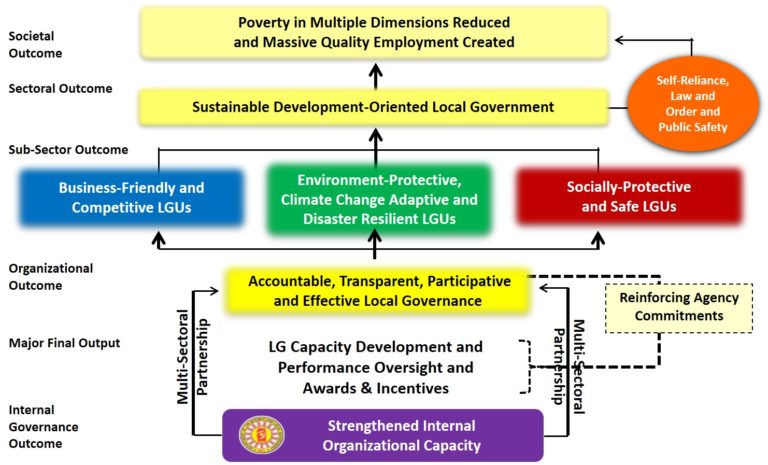 Societal
Outcome
Poverty in Multiple Dimensions Reduced
and Massive Quality Employment Created
Sectoral Outcome
Sustainable Development-Oriented Local Government
Self-Reliance,
Law and
Order and
Public Safety
Sub-Sector Outcome
Business-Friendly and
Competitive LGUs
Environment-Protective,
Climate Change Adaptive and
Disaster Resilient LGUs
Socially-Protective
and Safe LGUs
Organizational
Outcome
Accountable, Transparent, Participative
and Effective Local Governance
Reinforcing Agency
Commitments
Multi-Sectoral
Partnership
Multi-Sectoral
Partnership
Major Final Output
LG Capacity Development and
Performance Oversight and
Awards & Incentives
Internal
Governance
Outcome
Strengthened Internal
Organizational Capacity